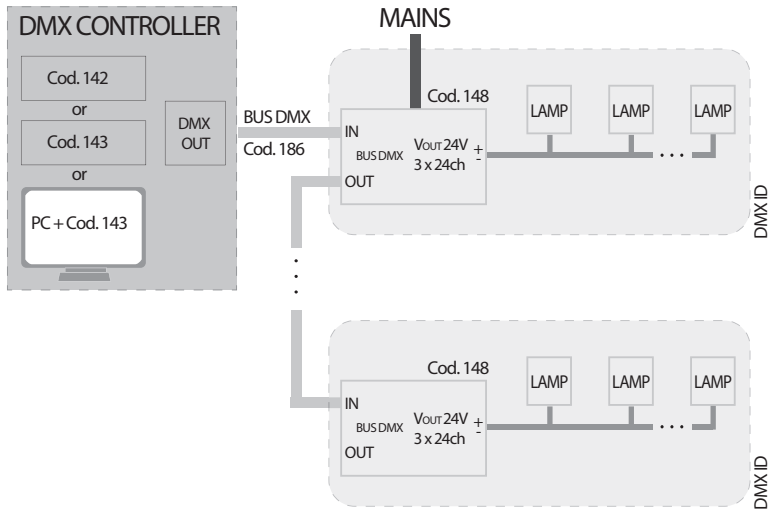 DMX CONTROLLER
Cod. 142
or
Cod. 143
or
PC + Cod. 143
DMX
OUT
BUS DMX
Cod. 186
MAINS
Cod. 148
IN
BUS DMX
OUT
VOUT 24V
3 x 24ch
+
-
LAMP
LAMP
...
LAMP
DMX ID
...
Cod. 148
IN
BUS DMX
OUT
VOUT 24V
3 x 24ch
+
-
LAMP
LAMP
...
LAMP
DMX ID